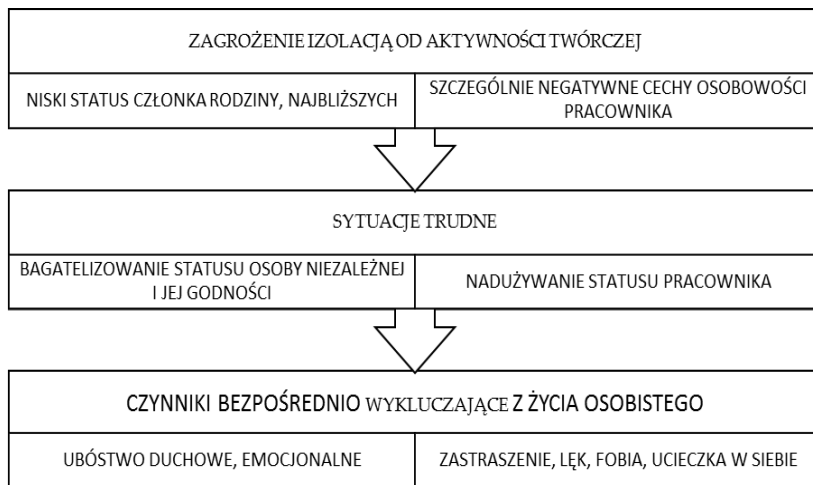 ZAGROŻENIE IZOLACJĄ OD AKTYWNOŚCI TWÓRCZEJ
NISKI STATUS CZŁONKA RODZINY, NAJBLIŻSZYCH
SZCZEGÓLNIE NEGATYWNE CECHY OSOBOWOŚCI
PRACOWNIKA
SYTUACJE TRUDNE
BAGATELIZOWANIE STATUSU OSOBY NIEZALEŻNEJ
I JEJ GODNOŚCI
NADUŻYWANIE STATUSU PRACOWNIKA
CZYNNIKI BEZPOŚREDNIO WYKLUCZAJĄCE Z ŻYCIA OSOBISTEGO
UBÓSTWO DUCHOWE, EMOCJONALNE
ZASTRASZENIE, LĘK, FOBIA, UCIECZKA W SIEBIE